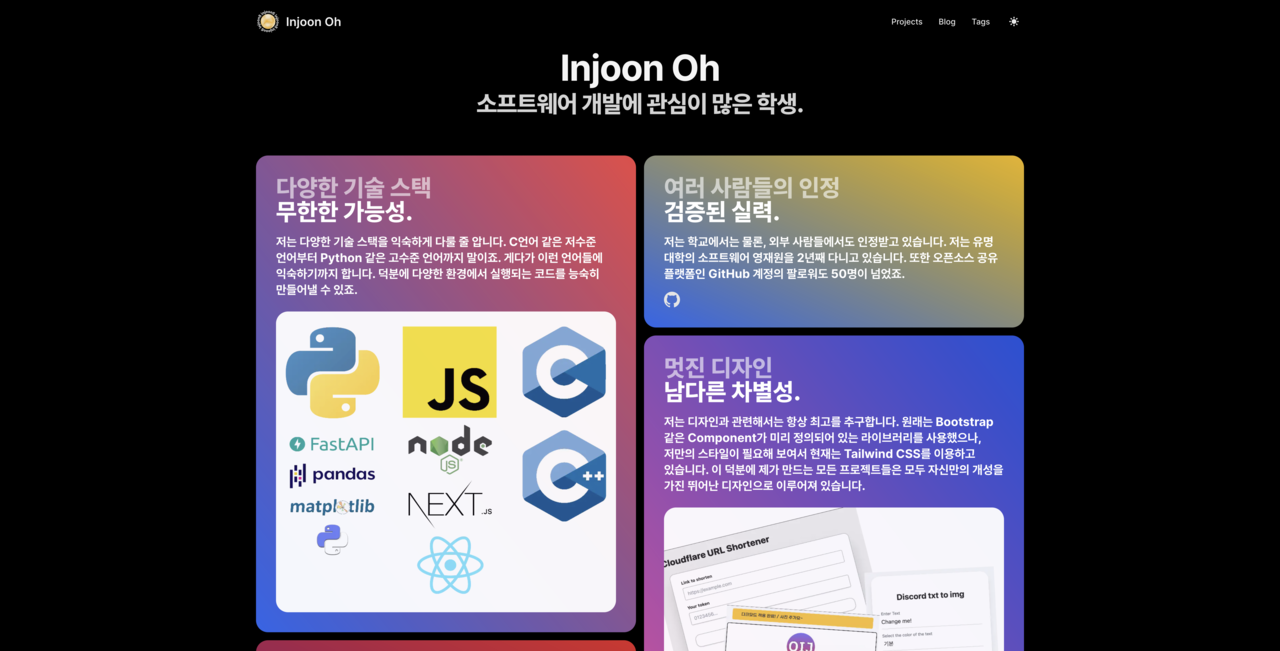 Injoon Oh
Projects
Blog
Tags
Injoon Oh
소프트웨어 개발에 관심이 많은 학생.
다양한 기술 스택
무한한 가능성.
저는 다양한 기술 스택을 익숙하게 다룰 줄 압니다. C언어 같은 저수준
언어부터 Python 같은 고수준 언어까지 말이죠. 게다가 이런 언어들에
익숙하기까지 합니다. 덕분에 다양한 환경에서 실행되는 코드를 능숙히
만들어낼 수 있죠.
JS
C
FastAPI
node
JS
pandas
C++
matplotlib
NEXT.JS
여러 사람들의 인정
검증된 실력.
저는 학교에서는 물론, 외부 사람들에서도 인정받고 있습니다. 저는 유명
대학의 소프트웨어 영재원을 2년째 다니고 있습니다. 또한 오픈소스 공유
플랫폼인 GitHub 계정의 팔로워도 50명이 넘었죠.
멋진 디자인
남다른 차별성.
저는 디자인과 관련해서는 항상 최고를 추구합니다. 원래는 Bootstrap
같은 Component가 미리 정의되어 있는 라이브러리를 사용했으나,
저만의 스타일이 필요해 보여서 현재는 Tailwind CSS를 이용하고
있습니다. 이 덕분에 제가 만드는 모든 프로젝트들은 모두 자신만의 개성을
가진 뛰어난 디자인으로 이루어져 있습니다.
Cloudflare URL Shortener
Link to shorten
https://example.com
Your token
Discord txt to img
Enter Text
Change me!
Select the color of the text
기본